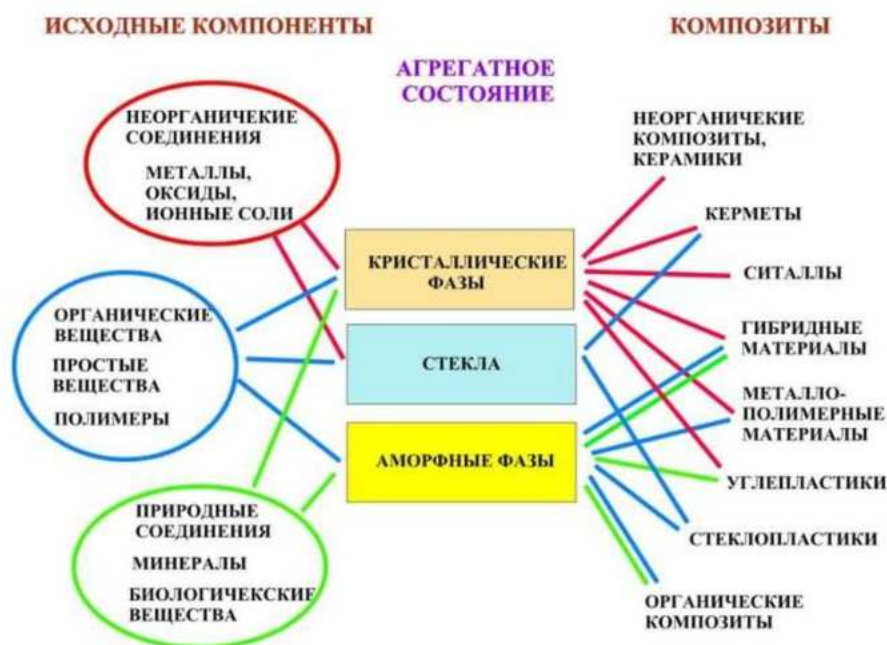 ИСХОДНЫЕ КОМПОНЕНТЫ
КОМПОЗИТЫ
АГРЕГАТНОЕ
СОСТОЯНИЕ
НЕОРГАНИЧЕКИЕ
СОЕДИНЕНИЯ
МЕТАЛЛЫ,
ОКСИДЫ,
ИОННЫЕ СОЛИ
ОРГАНИЧЕСКИЕ
ВЕЩЕСТВА
ПРОСТЫЕ
ВЕЩЕСТВА
ПОЛИМЕРЫ
ПРИРОДНЫЕ
СОЕДИНЕНИЯ
МИНЕРАЛЫ
БИОЛОГИЧЕКСКИЕ
ВЕЩЕСТВА
КРИСТАЛЛИЧЕСКИЕ
ФАЗЫ
СТЕКЛА
АМОРФНЫЕ ФАЗЫ
НЕОРГАНИЧЕКИЕ
КОМПОЗИТЫ,
КЕРАМИКИ
КЕРМЕТЫ
СИТАЛЛЫ
ГИБРИДНЫЕ
МАТЕРИАЛЫ
МЕТАЛЛО-
ПОЛИМЕРНЫЕ
МАТЕРИАЛЫ
УГЛЕПЛАСТИКИ
СТЕКЛОПЛАСТИКИ
ОРГАНИЧЕСКИЕ
КОМПОЗИТЫ